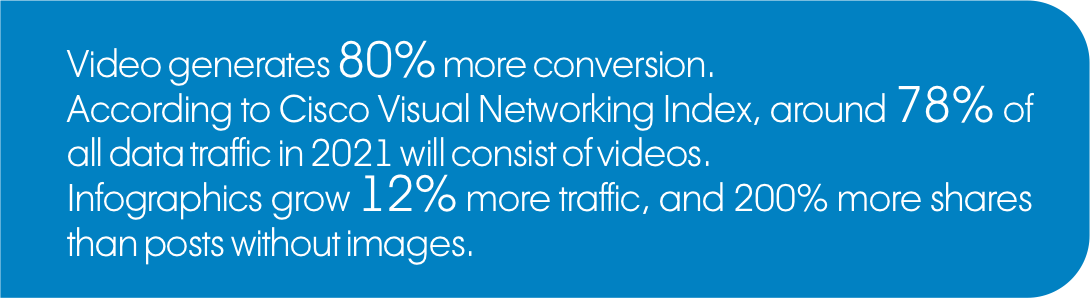 Video generates 80% more conversion.
According to Cisco Visual Networking Index, around 78% of
all data traffic in 2021 will consist of videos.
Infographics grow 12% more traffic, and 200% more shares
than posts without images.